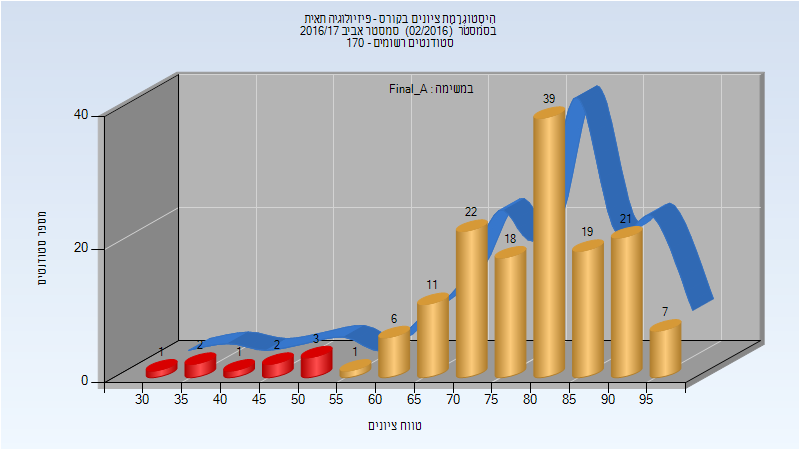 היסטוגרמת ציונים בקורס - פיזיולוגיה תאית
בסמסטר (02/2016) סמסטר אביב 2016/17
סטודנטים רשומים - 170
במשימה : Final_A
מספר סטודנטים
40
20
0
1
2
1
2
3
1
6
11
22
18
39
19
21
7
30 35 40 45 50 55 60 65 70 75 80 85 90 95
טווח ציונים